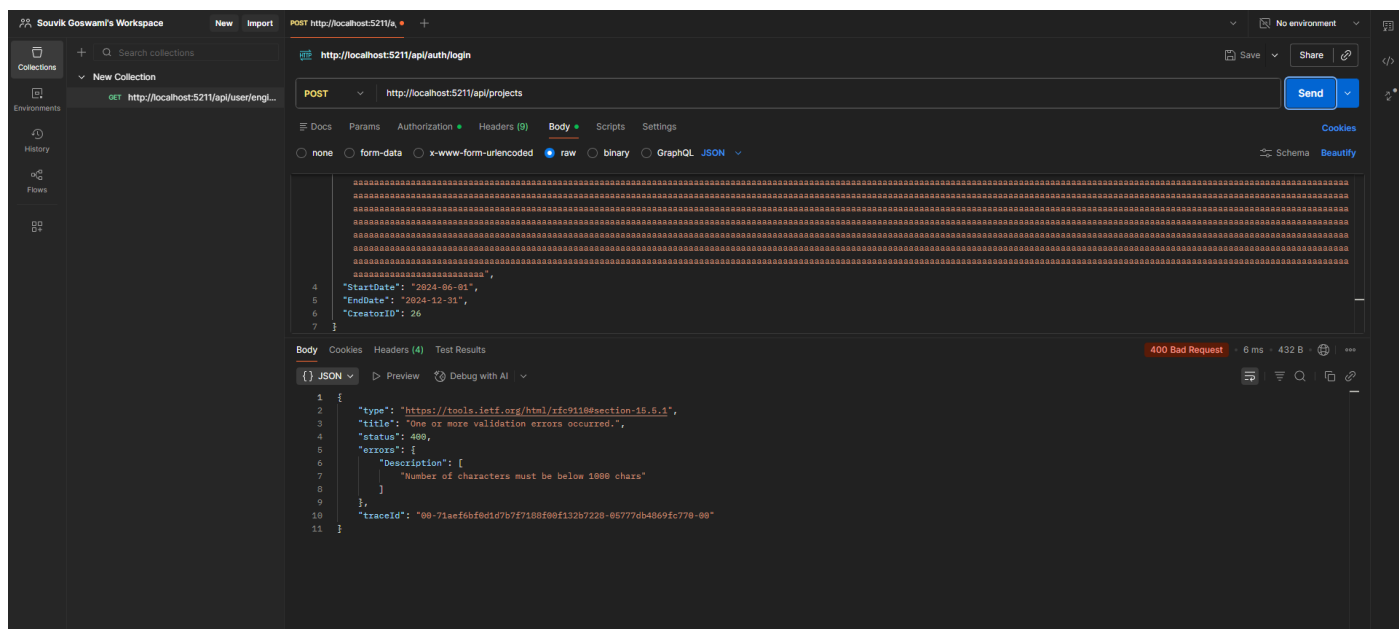 Souvik Goswami's Workspace New Import POST http://localhost:5211/a, No environment
Collections Search collections http://localhost:5211/api/auth/login Save Share
New Collection
GET http://localhost:5211/api/user/engi... POST http://localhost:5211/api/projects Send
Environments
Docs Params Authorization Headers (9) Body Scripts Settings Cookies
History
none form-data x-www-form-urlencoded raw binary GraphQL JSON Schema Beautify
Flows
4 "StartDate": "2024-06-01",
5 "EndDate": "2024-12-31",
6 "CreatorID": 26
7 }
Body Cookies Headers (4) Test Results 400 Bad Request 6 ms 432 B
{} JSON Preview Debug with AI
1 {
2 "type": "https://tools.ietf.org/html/rfc9110#section-15.5.1",
3 "title": "One or more validation errors occurred.",
4 "status": 400,
5 "errors": {
6 "Description": [
7 "Number of characters must be below 1000 chars"
8 ]
9 },
10 "traceId": "00-71aef6bf0d1d7b7f7188f00f132b7228-05777db4869fc770-00"
11 }